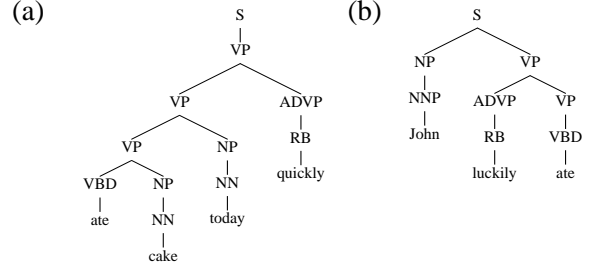 (a)
S
VP
VP ADVP
VP NP RB
VBD NP NN quickly
ate NN today
cake
(b)
S
NP VP
NNP ADVP VP
John RB VBD
luckily ate